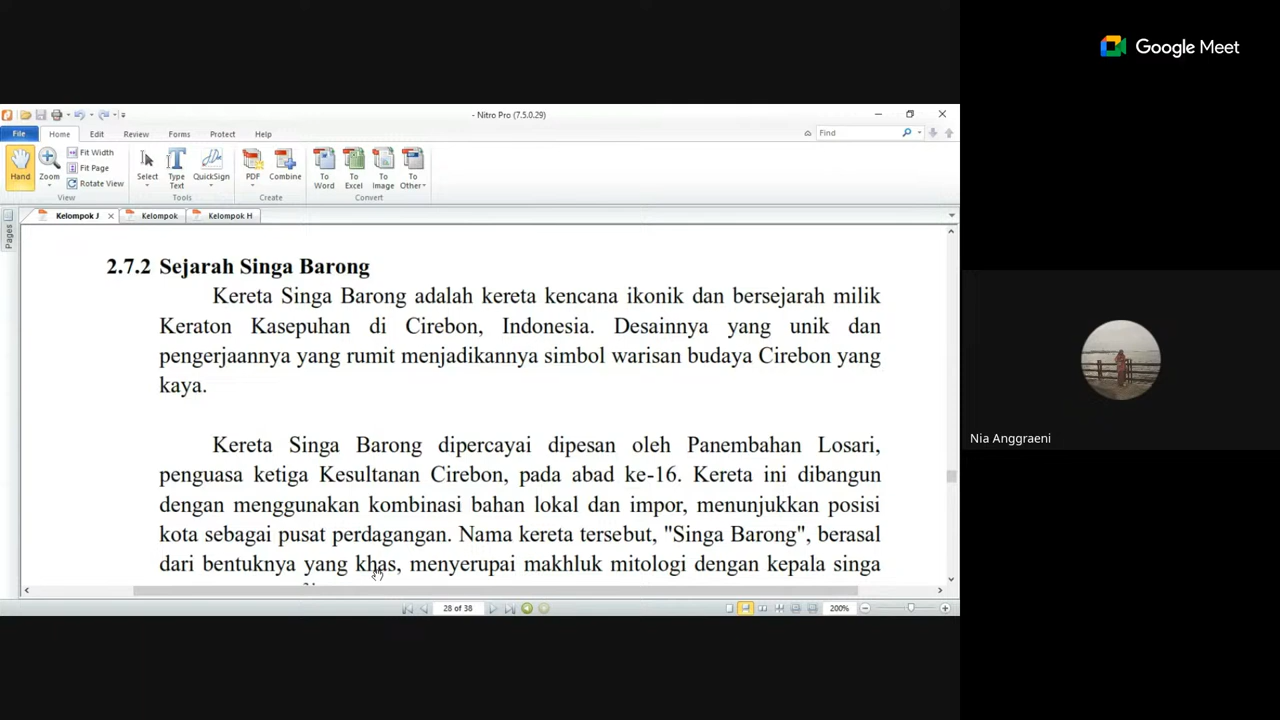 Google Meet
- Nitro Pro (7.5.0.29)
File Home Edit Review Forms Protect Help
Find
Hand
Zoom
Fit Width
Fit Page
Rotate View
View
Select
Type Text
QuickSign
Tools
PDF
Combine
Create
To Word
To Excel
To Image
To Other
Convert
Kelompok J
Kelompok
Kelompok H
Pages
2.7.2 Sejarah Singa Barong
Kereta Singa Barong adalah kereta kencana ikonik dan bersejarah milik
Keraton Kasepuhan di Cirebon, Indonesia. Desainnya yang unik dan
pengerjaannya yang rumit menjadikannya simbol warisan budaya Cirebon yang
kaya.
Kereta Singa Barong dipercayai dipesan oleh Panembahan Losari,
penguasa ketiga Kesultanan Cirebon, pada abad ke-16. Kereta ini dibangun
dengan menggunakan kombinasi bahan lokal dan impor, menunjukkan posisi
kota sebagai pusat perdagangan. Nama kereta tersebut, "Singa Barong", berasal
dari bentuknya yang khas, menyerupai makhluk mitologi dengan kepala singa
28 of 38
200%
Nia Anggraeni